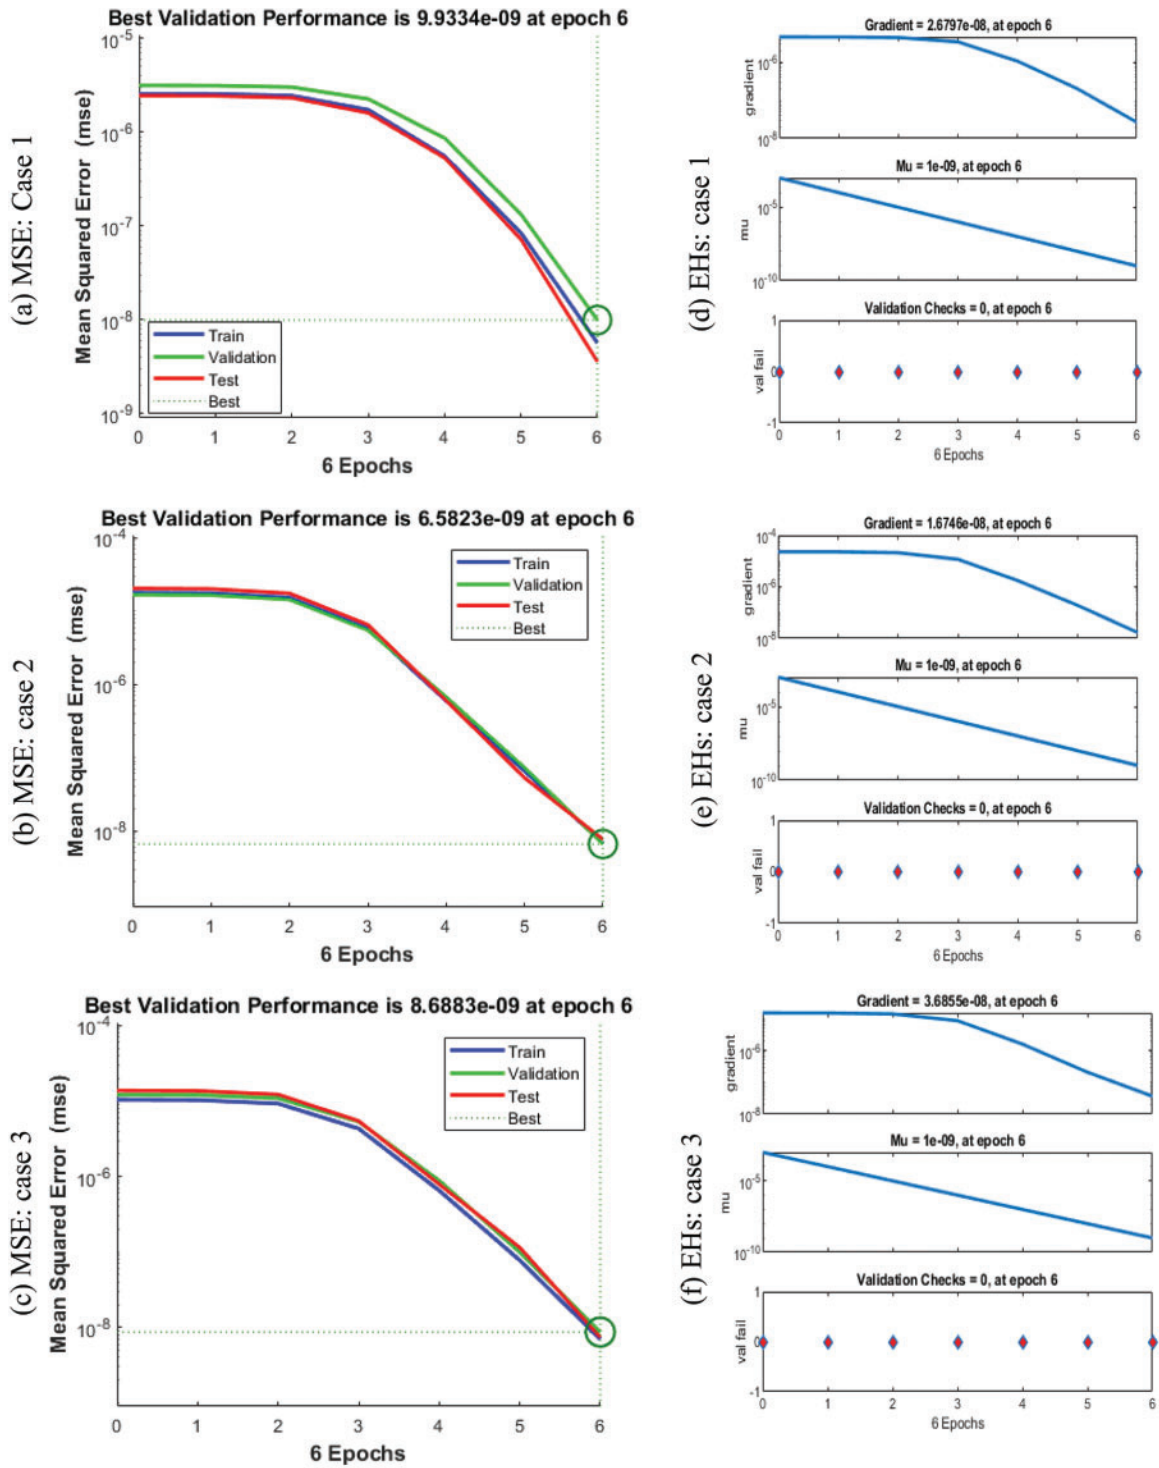 (a) MSE: Case 1
Best Validation Performance is 9.9334e-09 at epoch 6
Mean Squared Error (mse)
10-5
10-6
10-7
10-8
10-9
Train
Validation
Test
Best
0 1 2 3 4 5 6
6 Epochs
(d) EHs: case 1
Gradient = 2.6797e-08, at epoch 6
gradient
10-6
10-8
Mu = 1e-09, at epoch 6
mu
10-5
10-10
Validation Checks = 0, at epoch 6
val fail
1
0
-1
0 1 2 3 4 5 6
6 Epochs
(b) MSE: case 2
Best Validation Performance is 6.5823e-09 at epoch 6
Mean Squared Error (mse)
10-4
10-6
10-8
Train
Validation
Test
Best
0 1 2 3 4 5 6
6 Epochs
(e) EHs: case 2
Gradient = 1.6746e-08, at epoch 6
gradient
10-4
10-6
10-8
Mu = 1e-09, at epoch 6
mu
10-5
10-10
Validation Checks = 0, at epoch 6
val fail
1
0
-1
0 1 2 3 4 5 6
6 Epochs
(c) MSE: case 3
Best Validation Performance is 8.6883e-09 at epoch 6
Mean Squared Error (mse)
10-4
10-6
10-8
Train
Validation
Test
Best
0 1 2 3 4 5 6
6 Epochs
(f) EHs: case 3
Gradient = 3.6855e-08, at epoch 6
gradient
10-6
10-8
Mu = 1e-09, at epoch 6
mu
10-5
10-10
Validation Checks = 0, at epoch 6
val fail
1
0
-1
0 1 2 3 4 5 6
6 Epochs